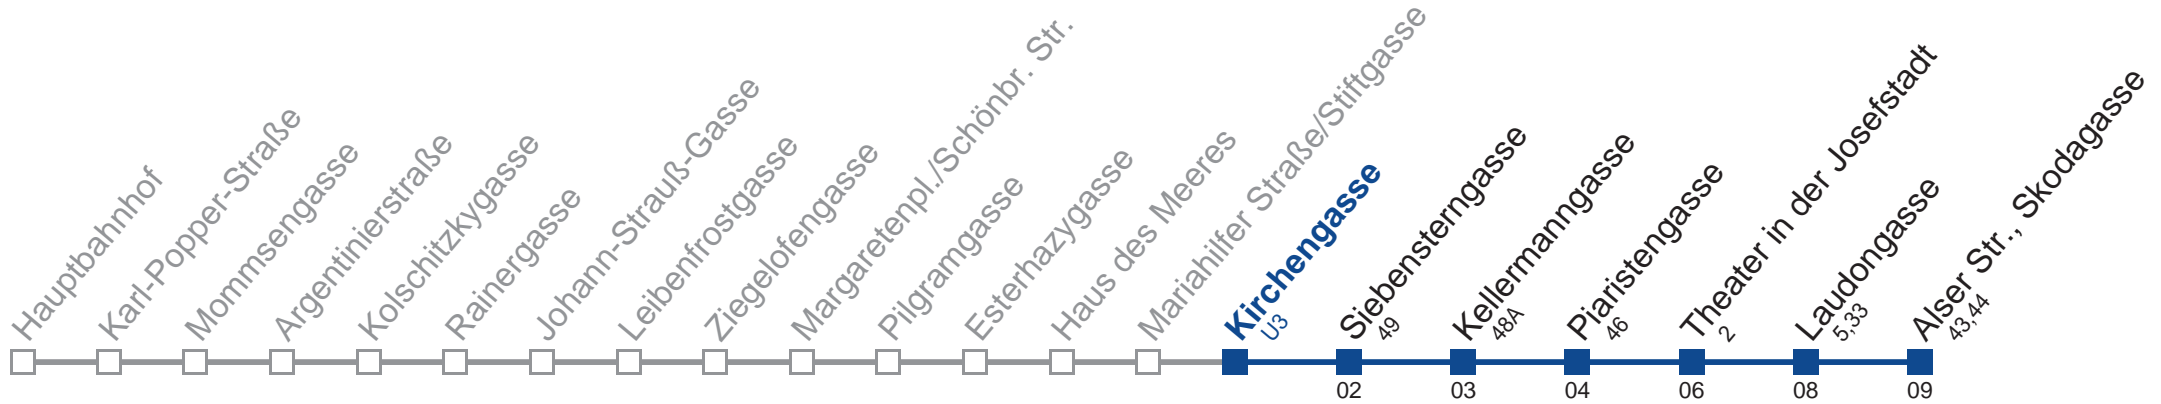 Hauptbahnhof
Karl-Popper-Straße
Mommsengasse
Argentinierstraße
Kolschitzkygasse
Rainergasse
Johann-Strauß-Gasse
Leibenfrostgasse
Ziegelofengasse
Margaretenpl./Schönbr. Str.
Pilgramgasse
Esterhazygasse
Haus des Meeres
Mariahilfer Straße/Stiftgasse
Kirchengasse
U3
Siebensterngasse
49
Kellermanngasse
48A
Piaristengasse
46
Theater in der Josefstadt
2
Laudongasse
5,33
Alser Str., Skodagasse
43,44
02 03 04 06 08 09